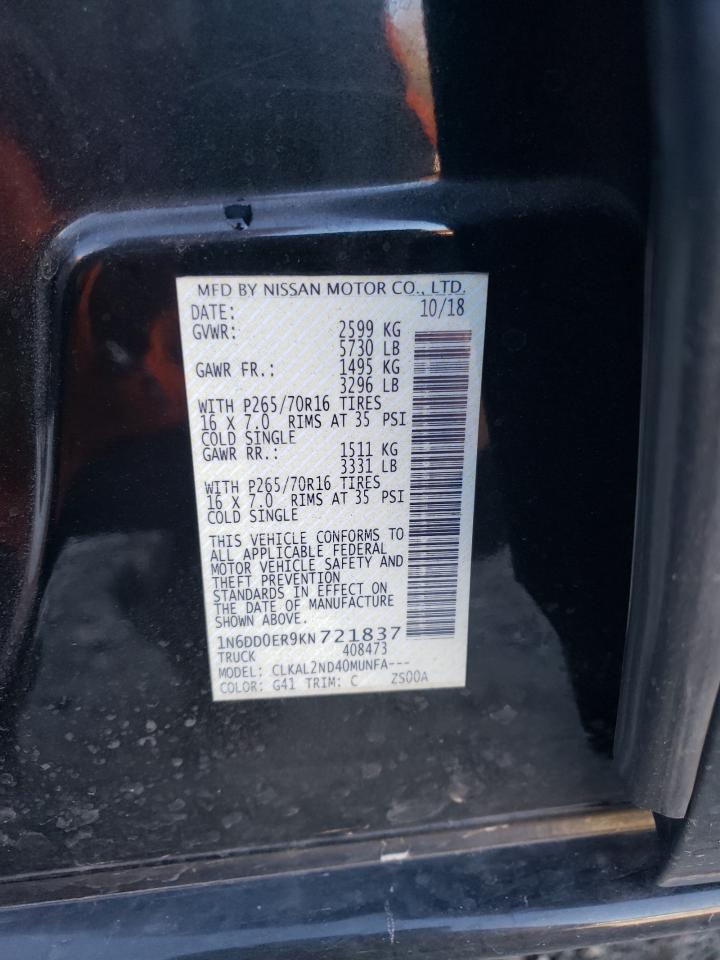 MFD BY NISSAN MOTOR CO., LTD.
DATE: 10/18
GVWR: 2599 KG
5730 LB
GAWR FR.: 1495 KG
3296 LB
WITH P265/70R16 TIRES
16 X 7.0 RIMS AT 35 PSI
COLD SINGLE
GAWR RR.: 1511 KG
3331 LB
WITH P265/70R16 TIRES
16 X 7.0 RIMS AT 35 PSI
COLD SINGLE
THIS VEHICLE CONFORMS TO
ALL APPLICABLE FEDERAL
MOTOR VEHICLE SAFETY AND
THEFT PREVENTION
STANDARDS IN EFFECT ON
THE DATE OF MANUFACTURE
SHOWN ABOVE.
1N6DD0ER9KN721837
TRUCK 408473
MODEL: CLKAL2ND40MUNFA---
COLOR: G41 TRIM: C ZS00A